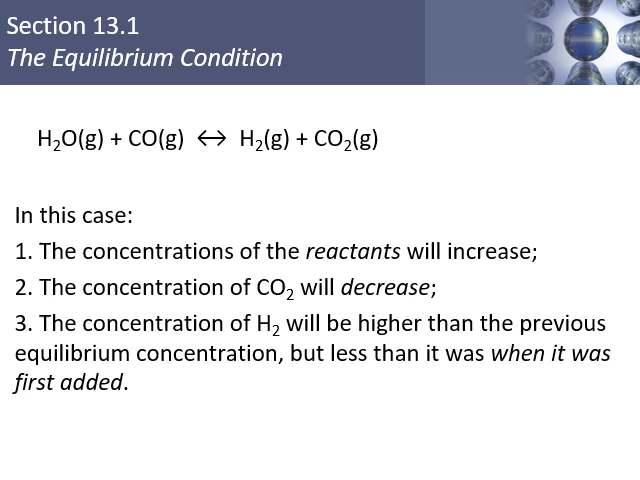 Section 13.1
The Equilibrium Condition
H₂O(g) + CO(g) ↔ H₂(g) + CO₂(g)
In this case:
1. The concentrations of the reactants will increase;
2. The concentration of CO₂ will decrease;
3. The concentration of H₂ will be higher than the previous
equilibrium concentration, but less than it was when it was
first added.